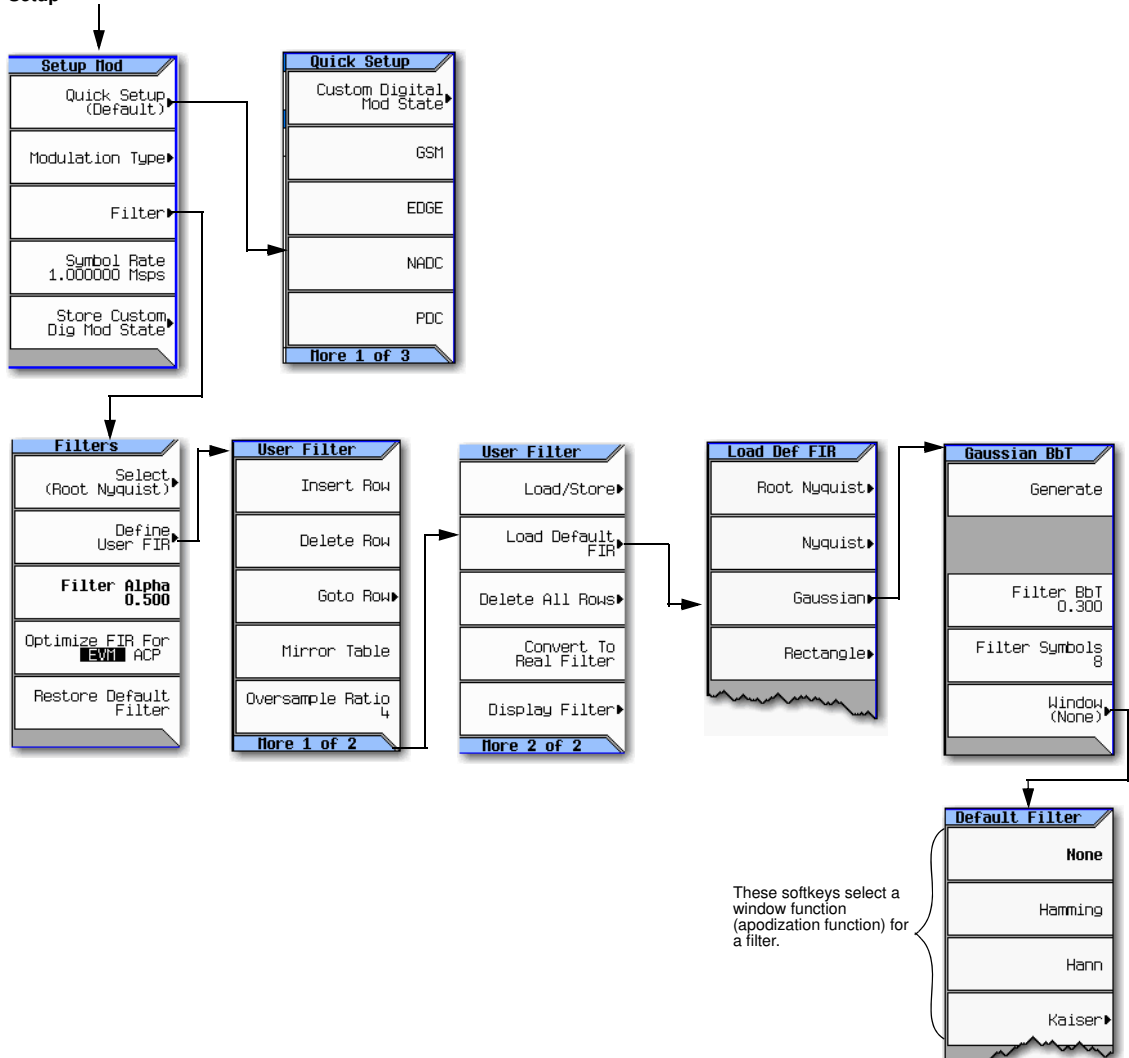 Setup
Setup Mod
Quick Setup
(Default)
Modulation Type
Filter
Symbol Rate
1.000000 Msps
Store Custom
Dig Mod State
Quick Setup
Custom Digital
Mod State
GSM
EDGE
NADC
PDC
More 1 of 3
Filters
Select
(Root Nyquist)
Define
User FIR
Filter Alpha
0.500
Optimize FIR For
EVM ACP
Restore Default
Filter
User Filter
Insert Row
Delete Row
Goto Row
Mirror Table
Oversample Ratio
4
More 1 of 2
User Filter
Load/Store
Load Default
FIR
Delete All Rows
Convert To
Real Filter
Display Filter
More 2 of 2
Load Def FIR
Root Nyquist
Nyquist
Gaussian
Rectangle
Gaussian BbT
Generate
Filter BbT
0.300
Filter Symbols
8
Window
(None)
Default Filter
None
Hamming
Hann
Kaiser
These softkeys select a
window function
(apodization function) for
a filter.